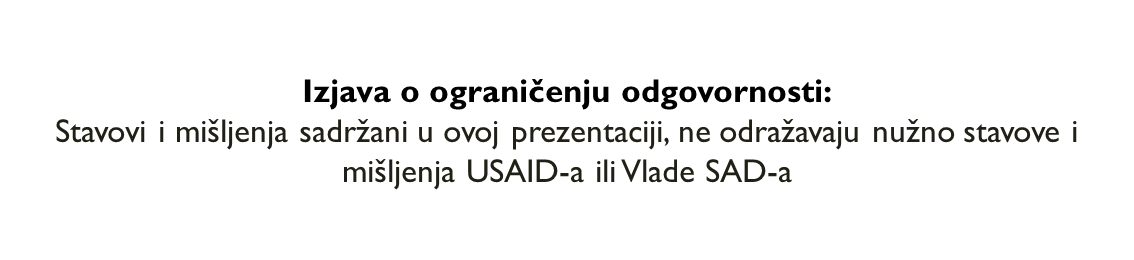 Izjava o ograničenju odgovornosti:
Stavovi i mišljenja sadržani u ovoj prezentaciji, ne odražavaju nužno stavove i
mišljenja USAID-a ili Vlade SAD-a